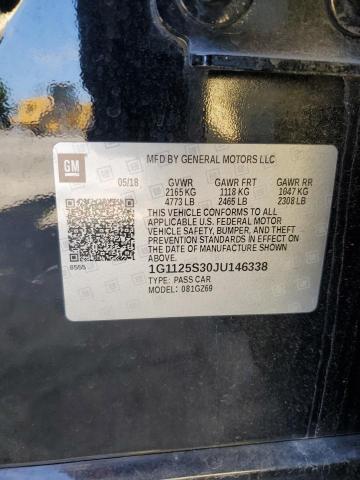 GM
MFD BY GENERAL MOTORS LLC
05/18 GVWR GAWR FRT GAWR RR
2165 KG 1118 KG 1047 KG
4773 LB 2465 LB 2308 LB
THIS VEHICLE CONFORMS TO ALL
APPLICABLE U.S. FEDERAL MOTOR
VEHICLE SAFETY, BUMPER, AND THEFT
PREVENTION STANDARDS IN EFFECT ON
THE DATE OF MANUFACTURE SHOWN
ABOVE.
8555
1G1125S30JU146338
TYPE: PASS CAR
MODEL: 081GZ69